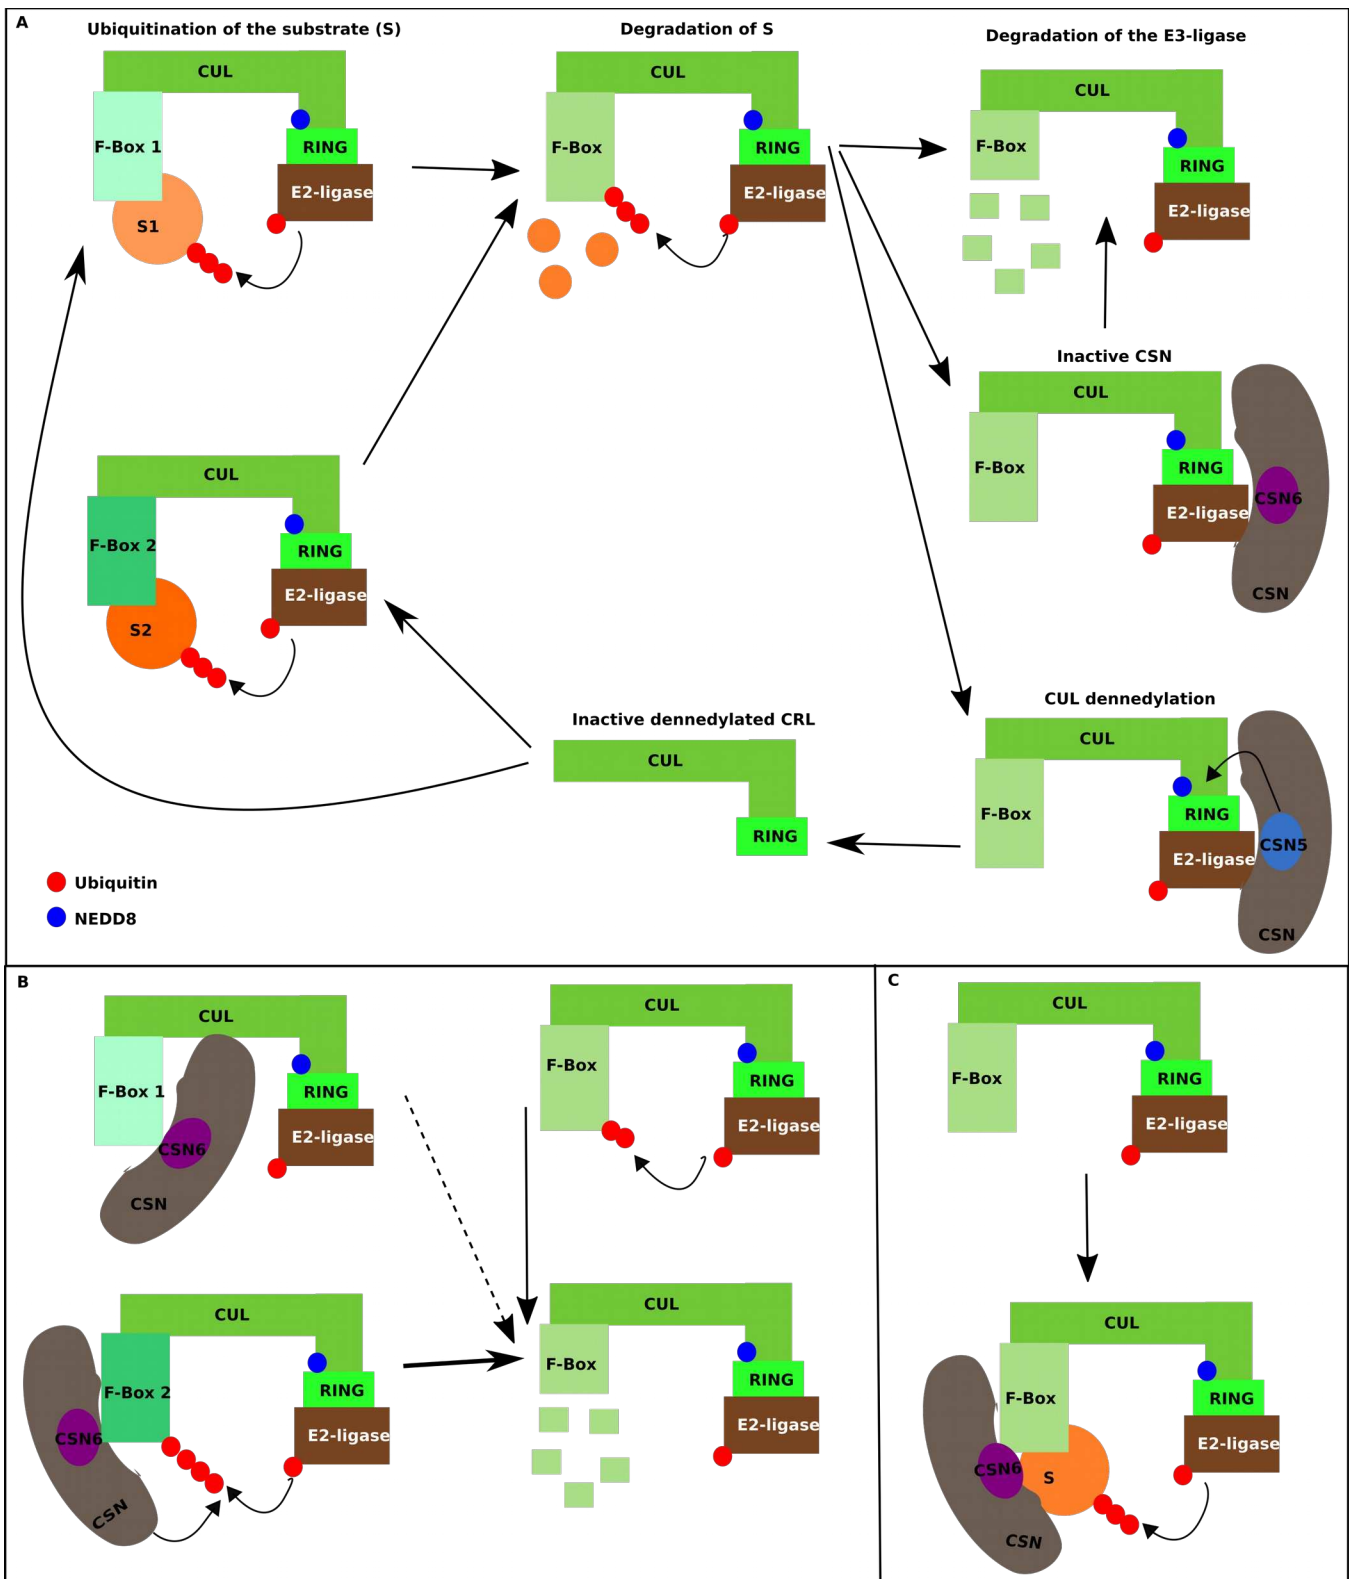 A
Ubiquitination of the substrate (S)
CUL
F-Box 1
RING
E2-ligase
S1
Degradation of S
CUL
F-Box
RING
E2-ligase
Degradation of the E3-ligase
CUL
F-Box
RING
E2-ligase
Inactive CSN
CUL
F-Box
RING
E2-ligase
CSN6
CSN
CUL
F-Box 2
RING
E2-ligase
S2
CUL dennedylation
CUL
F-Box
RING
E2-ligase
CSN5
CSN
Inactive dennedylated CRL
CUL
RING
Ubiquitin
NEDD8
B
CUL
F-Box 1
RING
E2-ligase
CSN6
CSN
CUL
F-Box
RING
E2-ligase
CUL
F-Box 2
RING
E2-ligase
CSN6
CSN
CUL
F-Box
RING
E2-ligase
C
CUL
F-Box
RING
E2-ligase
CUL
F-Box
RING
E2-ligase
CSN6
S
CSN